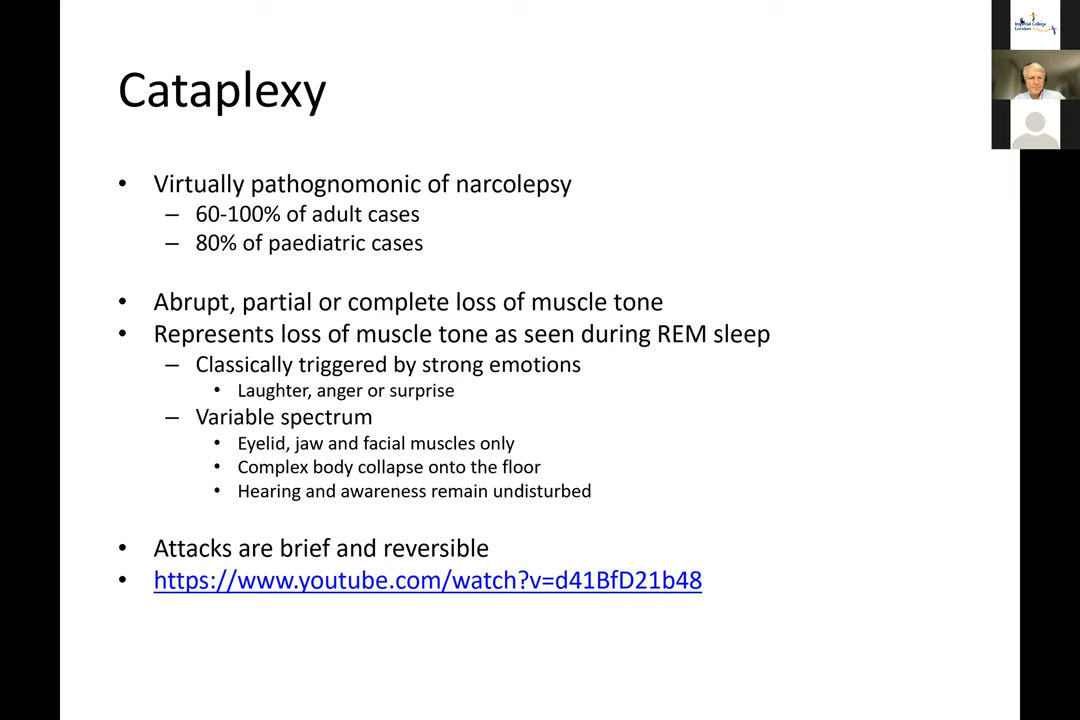 Imperial College
London
Cataplexy
• Virtually pathognomonic of narcolepsy
– 60-100% of adult cases
– 80% of paediatric cases
• Abrupt, partial or complete loss of muscle tone
• Represents loss of muscle tone as seen during REM sleep
– Classically triggered by strong emotions
• Laughter, anger or surprise
– Variable spectrum
• Eyelid, jaw and facial muscles only
• Complex body collapse onto the floor
• Hearing and awareness remain undisturbed
• Attacks are brief and reversible
• https://www.youtube.com/watch?v=d41BfD21b48